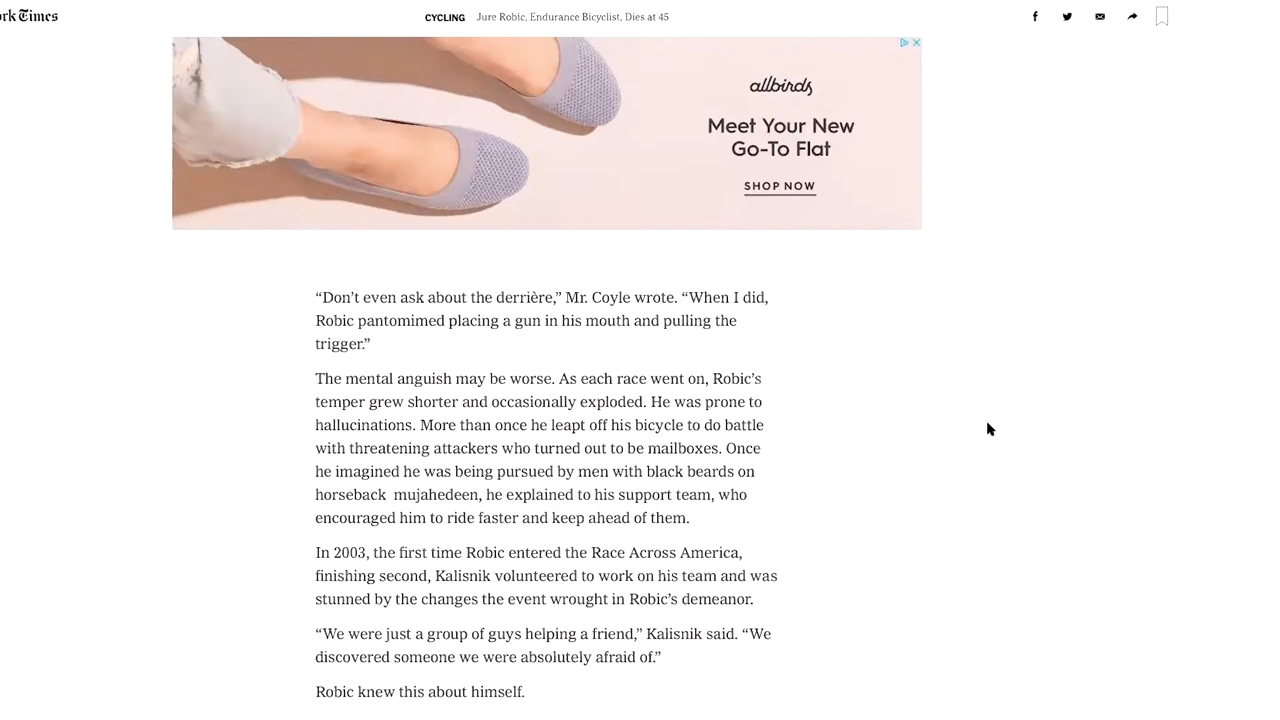 rk Times
CYCLING Jure Robic, Endurance Bicyclist, Dies at 45
allbirds
Meet Your New
Go-To Flat
SHOP NOW
“Don’t even ask about the derrière,” Mr. Coyle wrote. “When I did,
Robic pantomimed placing a gun in his mouth and pulling the
trigger.”
The mental anguish may be worse. As each race went on, Robic’s
temper grew shorter and occasionally exploded. He was prone to
hallucinations. More than once he leapt off his bicycle to do battle
with threatening attackers who turned out to be mailboxes. Once
he imagined he was being pursued by men with black beards on
horseback  mujahedeen, he explained to his support team, who
encouraged him to ride faster and keep ahead of them.
In 2003, the first time Robic entered the Race Across America,
finishing second, Kalisnik volunteered to work on his team and was
stunned by the changes the event wrought in Robic’s demeanor.
“We were just a group of guys helping a friend,” Kalisnik said. “We
discovered someone we were absolutely afraid of.”
Robic knew this about himself.